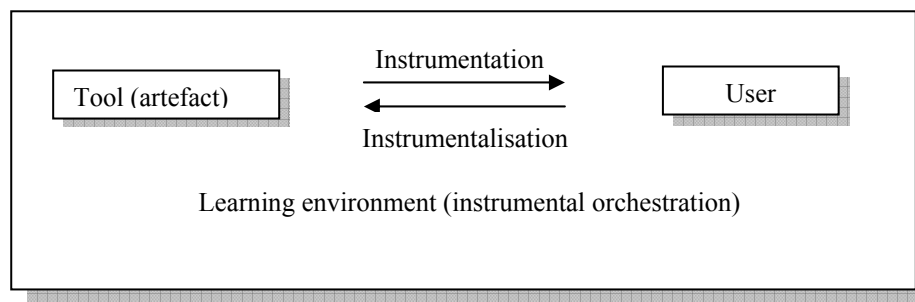 Instrumentation
Tool (artefact)
User
Instrumentalisation
Learning environment (instrumental orchestration)